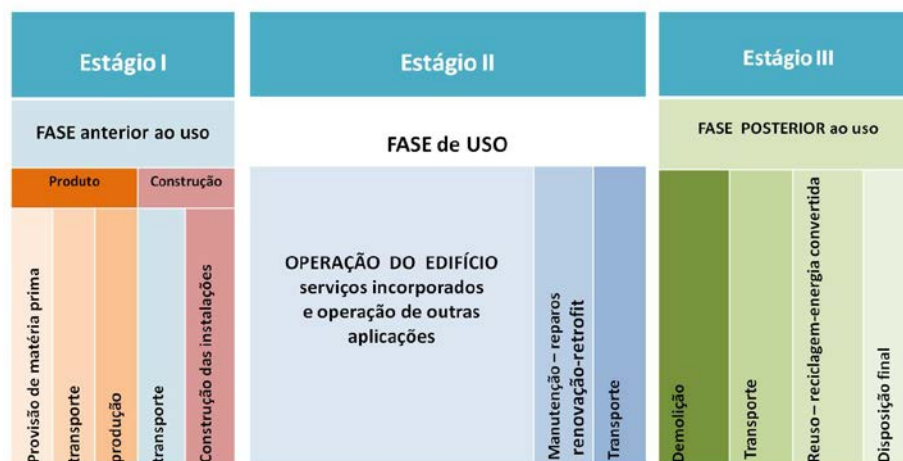 Estágio I
Estágio II
Estágio III
FASE anterior ao uso
FASE de USO
FASE POSTERIOR ao uso
Produto
Construção
Provisão de matéria prima
transporte
produção
transporte
Construção das instalações
OPERAÇÃO DO EDIFÍCIO
serviços incorporados
e operação de outras
aplicações
Manutenção – reparos
renovação-retrofit
Transporte
Demolição
Transporte
Reuso – reciclagem-energia convertida
Disposição final